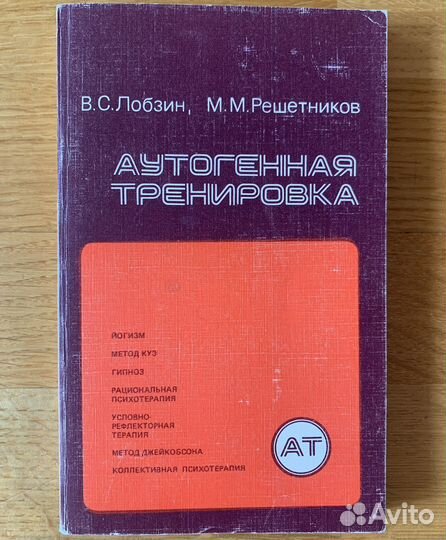 В.С.Лобзин, М.М.Решетников
АУТОГЕННАЯ
ТРЕНИРОВКА
ЙОГИЗМ
МЕТОД КУЭ
ГИПНОЗ
РАЦИОНАЛЬНАЯ
ПСИХОТЕРАПИЯ
УСЛОВНО-
РЕФЛЕКТОРНАЯ
ТЕРАПИЯ
МЕТОД ДЖЕЙКОБСОНА
КОЛЛЕКТИВНАЯ ПСИХОТЕРАПИЯ
АТ
Avito